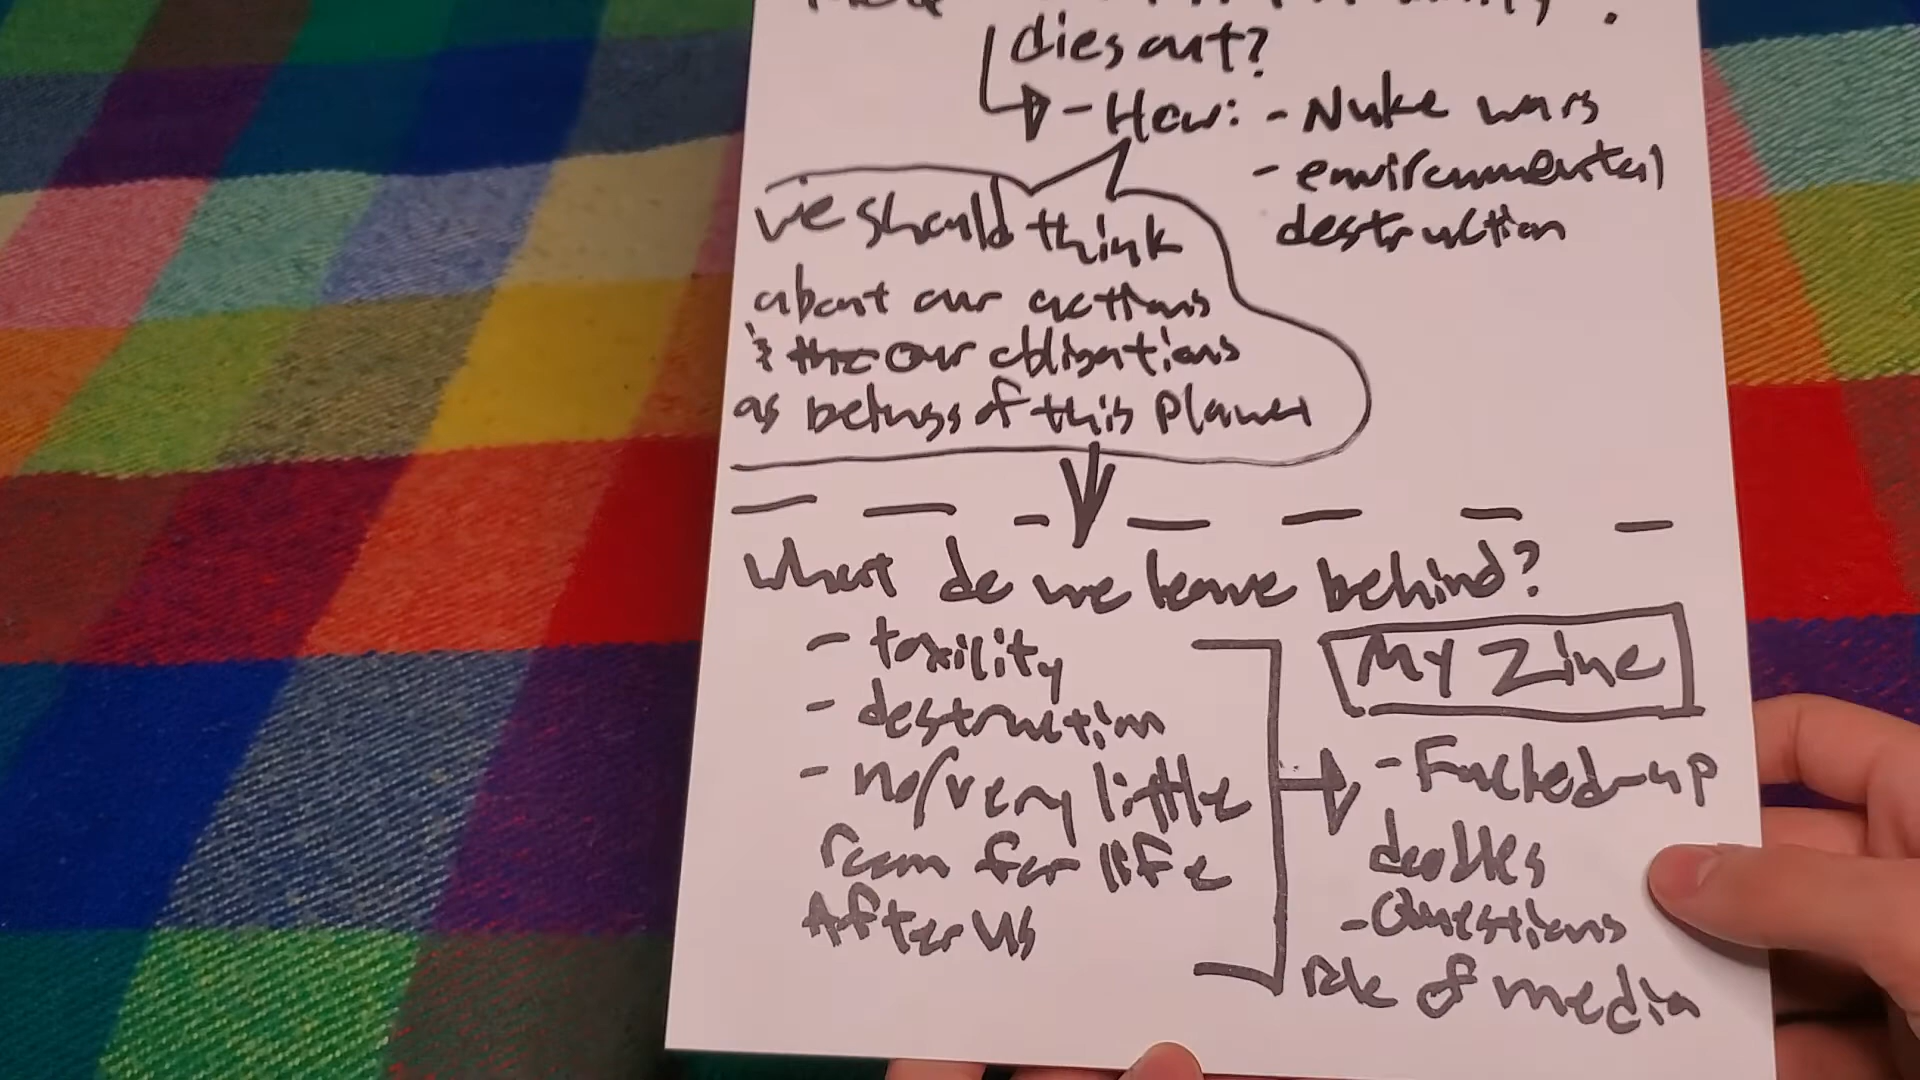 dies out?
- How: - Nuke wars
- environmental
destruction
we should think
about our actions
& the our obligations
as beings of this planet
What do we leave behind?
- toxility
- destruction
- no/very little
room for life
After us
My Zine
- Fucked-up
doodles
- Questions
role of media